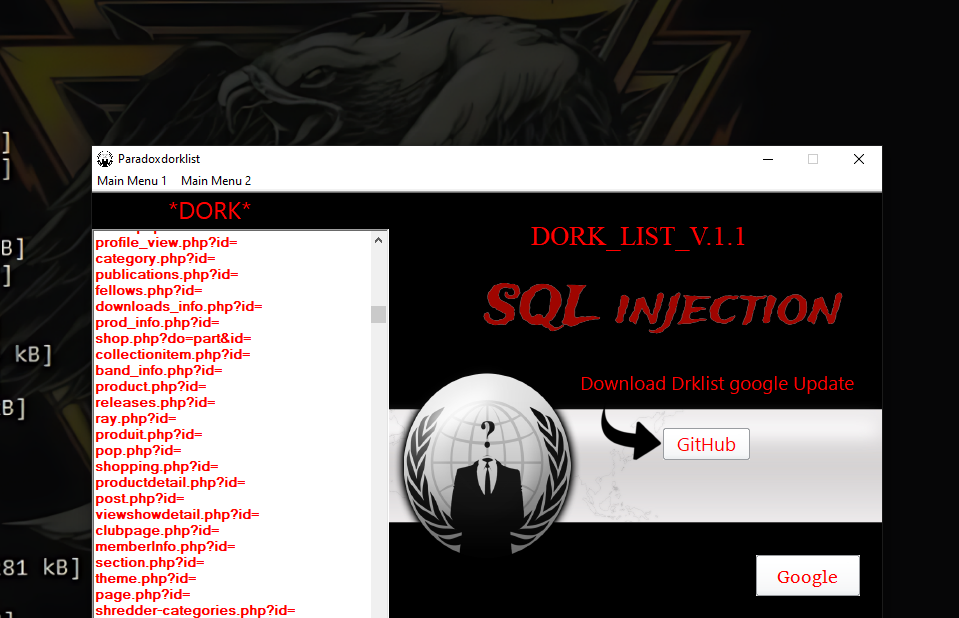 ]
]
B]
]
kB]
B]
181 kB]
Paradoxdorklist
Main Menu 1 Main Menu 2
*DORK*
profile_view.php?id=
category.php?id=
publications.php?id=
fellows.php?id=
downloads_info.php?id=
prod_info.php?id=
shop.php?do=part&id=
collectionitem.php?id=
band_info.php?id=
product.php?id=
releases.php?id=
ray.php?id=
produit.php?id=
pop.php?id=
shopping.php?id=
productdetail.php?id=
post.php?id=
viewshowdetail.php?id=
clubpage.php?id=
memberInfo.php?id=
section.php?id=
theme.php?id=
page.php?id=
shredder-categories.php?id=
DORK_LIST_V.1.1
SQL INJECTION
Download Drklist google Update
GitHub
?
Google